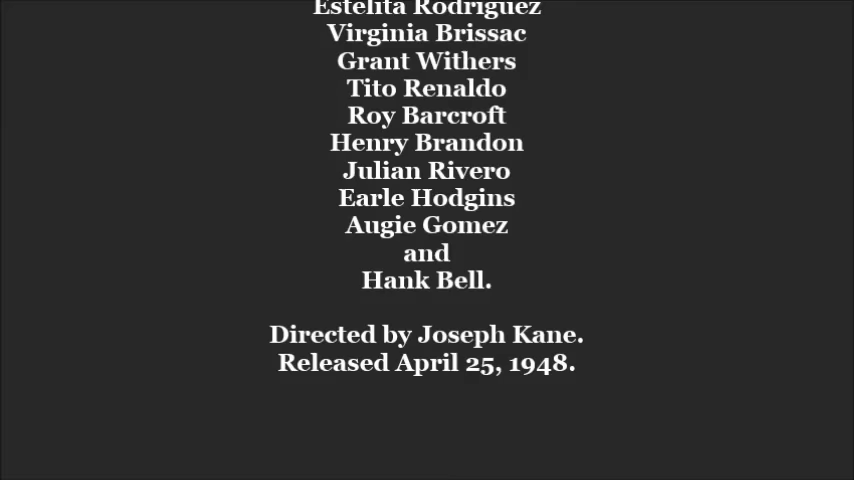 Estelita Rodriguez
Virginia Brissac
Grant Withers
Tito Renaldo
Roy Barcroft
Henry Brandon
Julian Rivero
Earle Hodgins
Augie Gomez
and
Hank Bell.
Directed by Joseph Kane.
Released April 25, 1948.